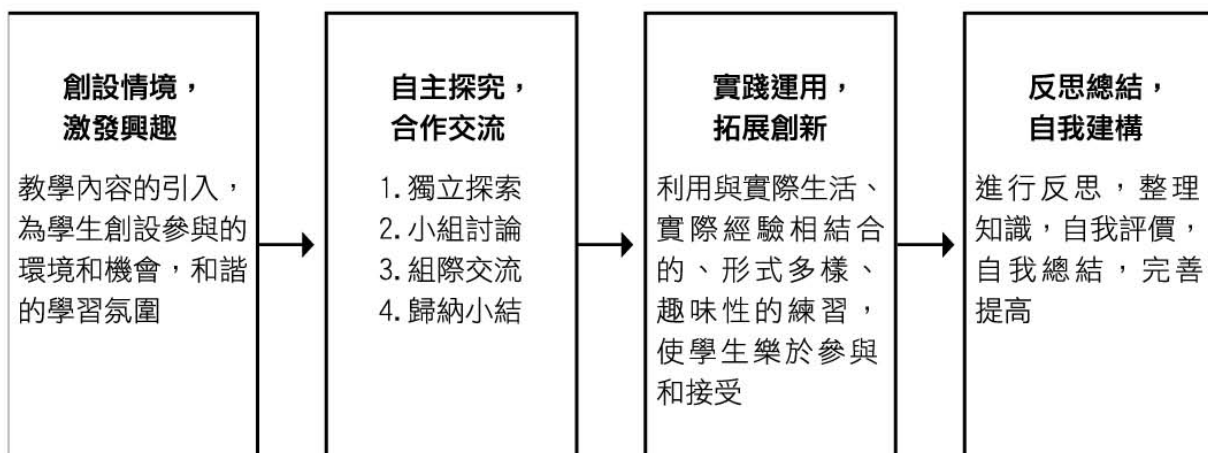 創設情境，
激發興趣
教學內容的引入，
為學生創設參與的
環境和機會，和諧
的學習氛圍
自主探究，
合作交流
1. 獨立探索
2. 小組討論
3. 組際交流
4. 歸納小結
實踐運用，
拓展創新
利用與實際生活、
實際經驗相結合
的、形式多樣、
趣味性的練習，
使學生樂於參與
和接受
反思總結，
自我建構
進行反思，整理
知識，自我評價，
自我總結，完善
提高